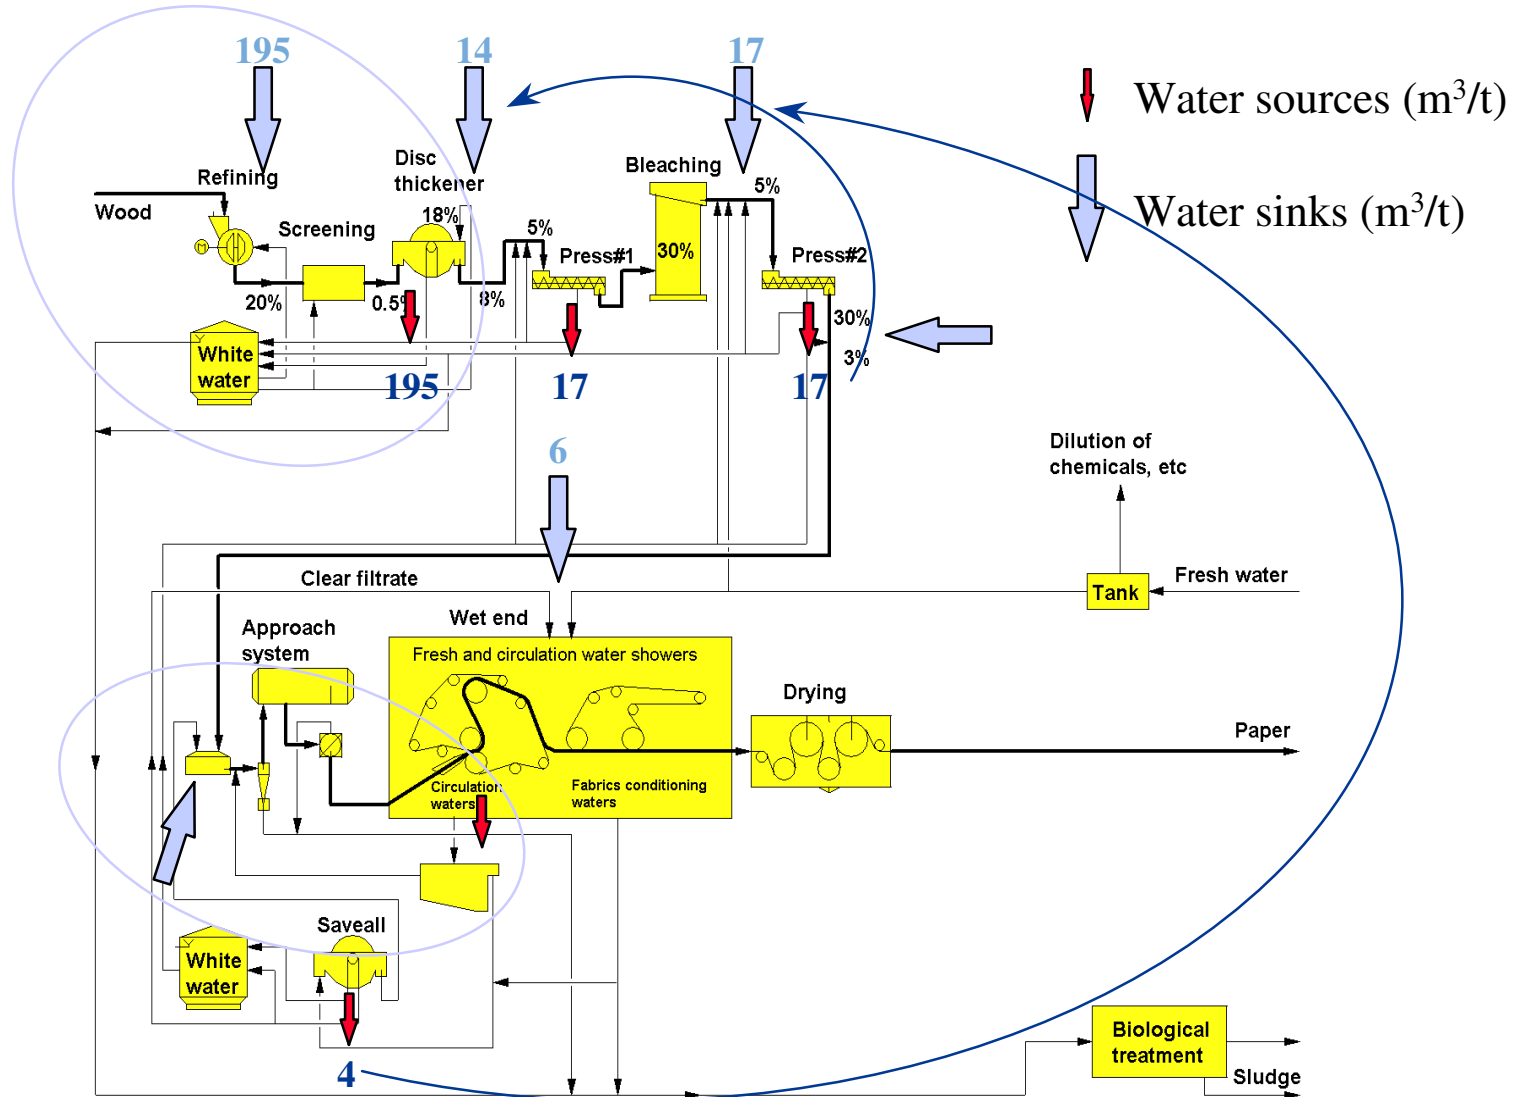 195
14
17
Water sources (m³/t)
Disc
thickener
Bleaching
Refining
5%
Wood
18%
Water sinks (m³/t)
Screening
5%
M
30%
Press#1
Press#2
20%
0.5%
8%
30%
White
water
3%
195
17
17
6
Dilution of
chemicals, etc
Clear filtrate
Fresh water
Tank
Wet end
Approach
system
Fresh and circulation water showers
Drying
Paper
Circulation
waters
Fabrics conditioning
waters
Saveall
White
water
Biological
treatment
4
Sludge